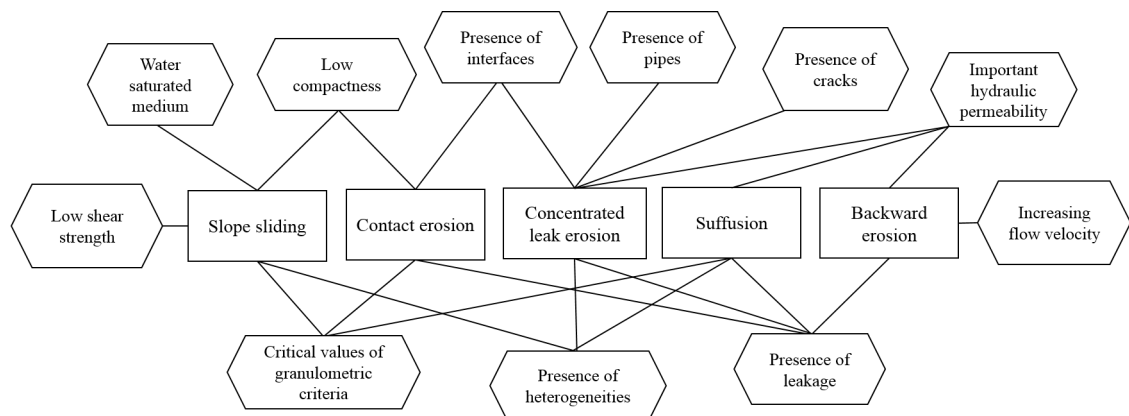 Water
saturated
medium
Low
compactness
Presence of
interfaces
Presence of
pipes
Presence of
cracks
Important
hydraulic
permeability
Low shear
strength
Slope sliding
Contact erosion
Concentrated
leak erosion
Suffusion
Backward
erosion
Increasing
flow velocity
Critical values of
granulometric
criteria
Presence of
heterogeneities
Presence of
leakage